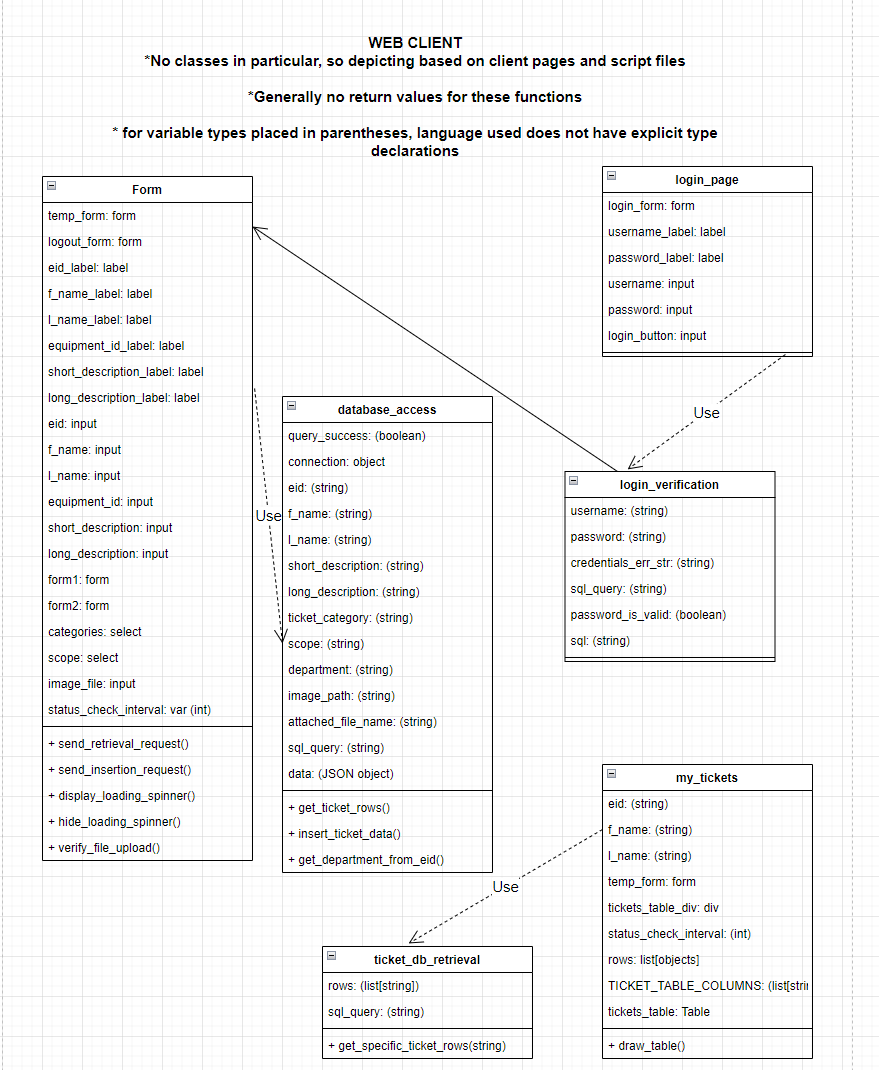 WEB CLIENT
*No classes in particular, so depicting based on client pages and script files
*Generally no return values for these functions
* for variable types placed in parentheses, language used does not have explicit type
declarations
Form
temp_form: form
logout_form: form
eid_label: label
f_name_label: label
l_name_label: label
equipment_id_label: label
short_description_label: label
long_description_label: label
eid: input
f_name: input
l_name: input
equipment_id: input
short_description: input
long_description: input
form1: form
form2: form
categories: select
scope: select
image_file: input
status_check_interval: var (int)
+ send_retrieval_request()
+ send_insertion_request()
+ display_loading_spinner()
+ hide_loading_spinner()
+ verify_file_upload()
Use
database_access
query_success: (boolean)
connection: object
eid: (string)
f_name: (string)
l_name: (string)
short_description: (string)
long_description: (string)
ticket_category: (string)
scope: (string)
department: (string)
image_path: (string)
attached_file_name: (string)
sql_query: (string)
data: (JSON object)
+ get_ticket_rows()
+ insert_ticket_data()
+ get_department_from_eid()
login_page
login_form: form
username_label: label
password_label: label
username: input
password: input
login_button: input
Use
login_verification
username: (string)
password: (string)
credentials_err_str: (string)
sql_query: (string)
password_is_valid: (boolean)
sql: (string)
my_tickets
eid: (string)
f_name: (string)
l_name: (string)
temp_form: form
tickets_table_div: div
status_check_interval: (int)
rows: list[objects]
TICKET_TABLE_COLUMNS: (list[stri
tickets_table: Table
+ draw_table()
Use
ticket_db_retrieval
rows: (list[string])
sql_query: (string)
+ get_specific_ticket_rows(string)